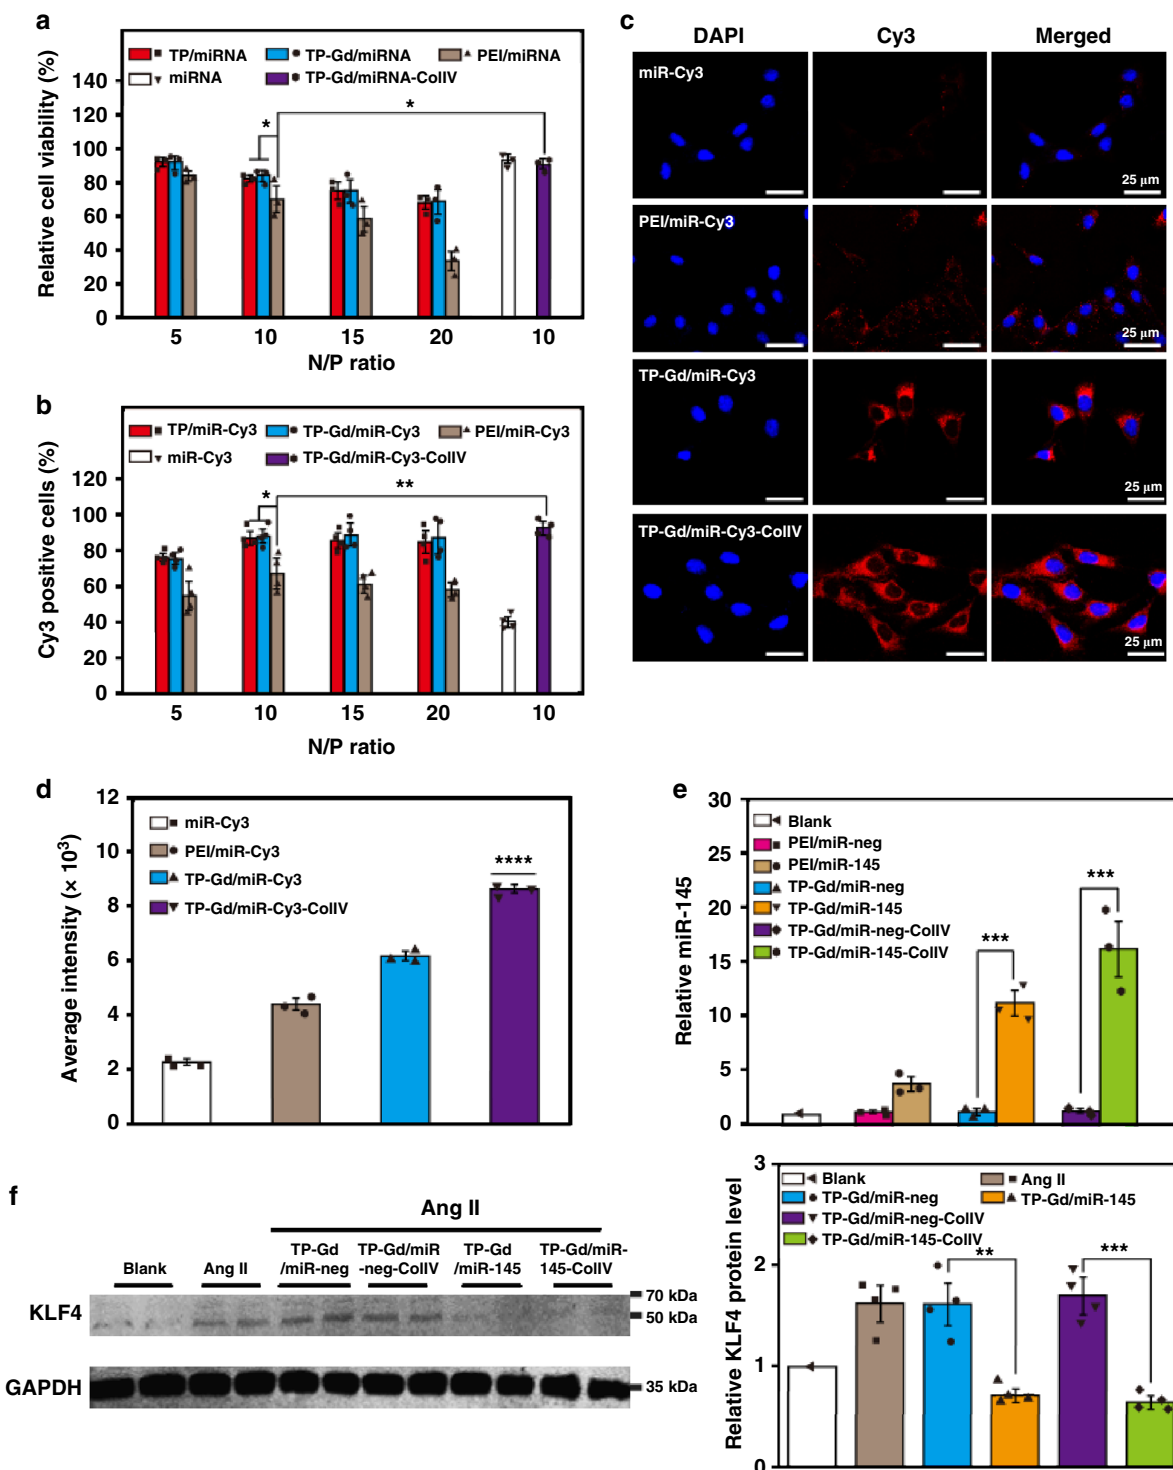 a
Relative cell viability (%)
TP/miRNA
TP-Gd/miRNA
PEI/miRNA
miRNA
TP-Gd/miRNA-ColIV
140
120
100
80
60
40
20
0
*
*
5
10
15
20
10
N/P ratio
b
Cy3 positive cells (%)
TP/miR-Cy3
TP-Gd/miR-Cy3
PEI/miR-Cy3
miR-Cy3
TP-Gd/miR-Cy3-ColIV
120
100
80
60
40
20
0
*
**
5
10
15
20
10
N/P ratio
c
DAPI
Cy3
Merged
miR-Cy3
25 μm
PEI/miR-Cy3
25 μm
TP-Gd/miR-Cy3
25 μm
TP-Gd/miR-Cy3-ColIV
25 μm
d
Average intensity (× 10³)
12
10
8
6
4
2
0
miR-Cy3
PEI/miR-Cy3
TP-Gd/miR-Cy3
TP-Gd/miR-Cy3-ColIV
****
e
Relative miR-145
30
25
20
15
10
5
0
Blank
PEI/miR-neg
PEI/miR-145
TP-Gd/miR-neg
TP-Gd/miR-145
TP-Gd/miR-neg-ColIV
TP-Gd/miR-145-ColIV
***
***
f
Ang II
Blank
Ang II
TP-Gd
/miR-neg
TP-Gd/miR
-neg-ColIV
TP-Gd
/miR-145
TP-Gd/miR-
145-ColIV
KLF4
70 kDa
50 kDa
GAPDH
35 kDa
Relative KLF4 protein level
3
2
1
0
Blank
Ang II
TP-Gd/miR-neg
TP-Gd/miR-145
TP-Gd/miR-neg-ColIV
TP-Gd/miR-145-ColIV
**
***